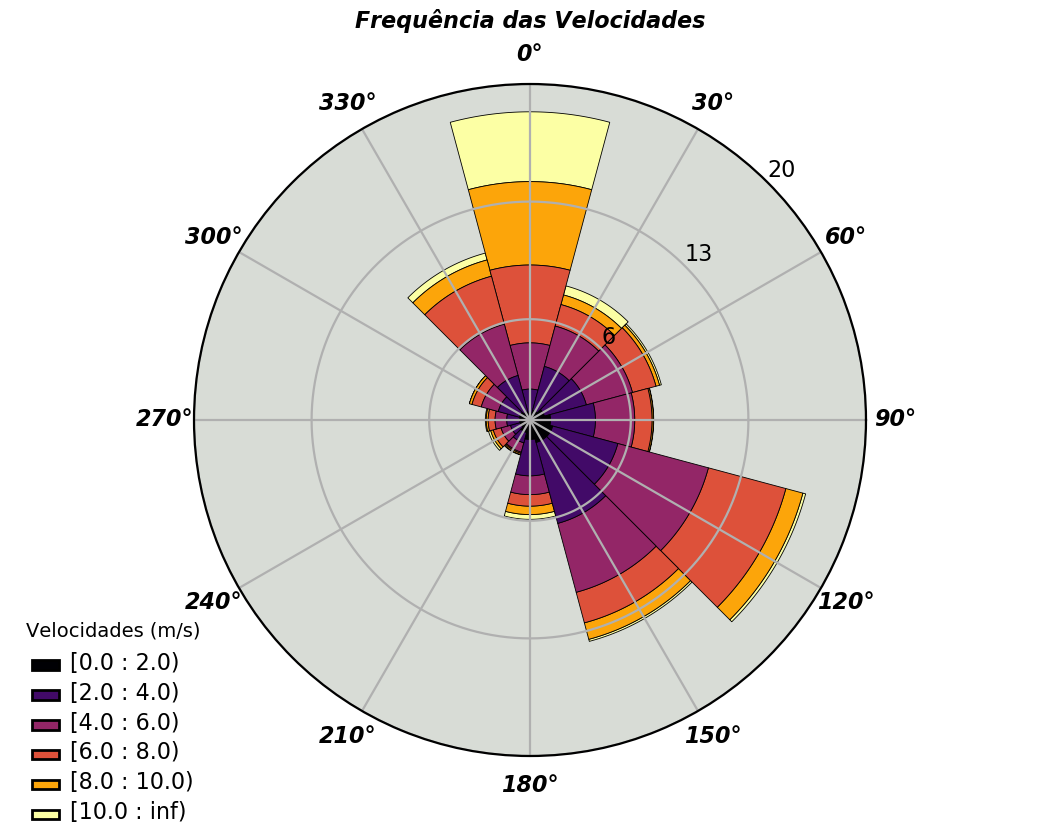 Frequência das Velocidades
0°
330°
30°
20
300°
60°
13
6
270°
90°
240°
120°
210°
150°
180°
Velocidades (m/s)
[0.0 : 2.0)
[2.0 : 4.0)
[4.0 : 6.0)
[6.0 : 8.0)
[8.0 : 10.0)
[10.0 : inf)